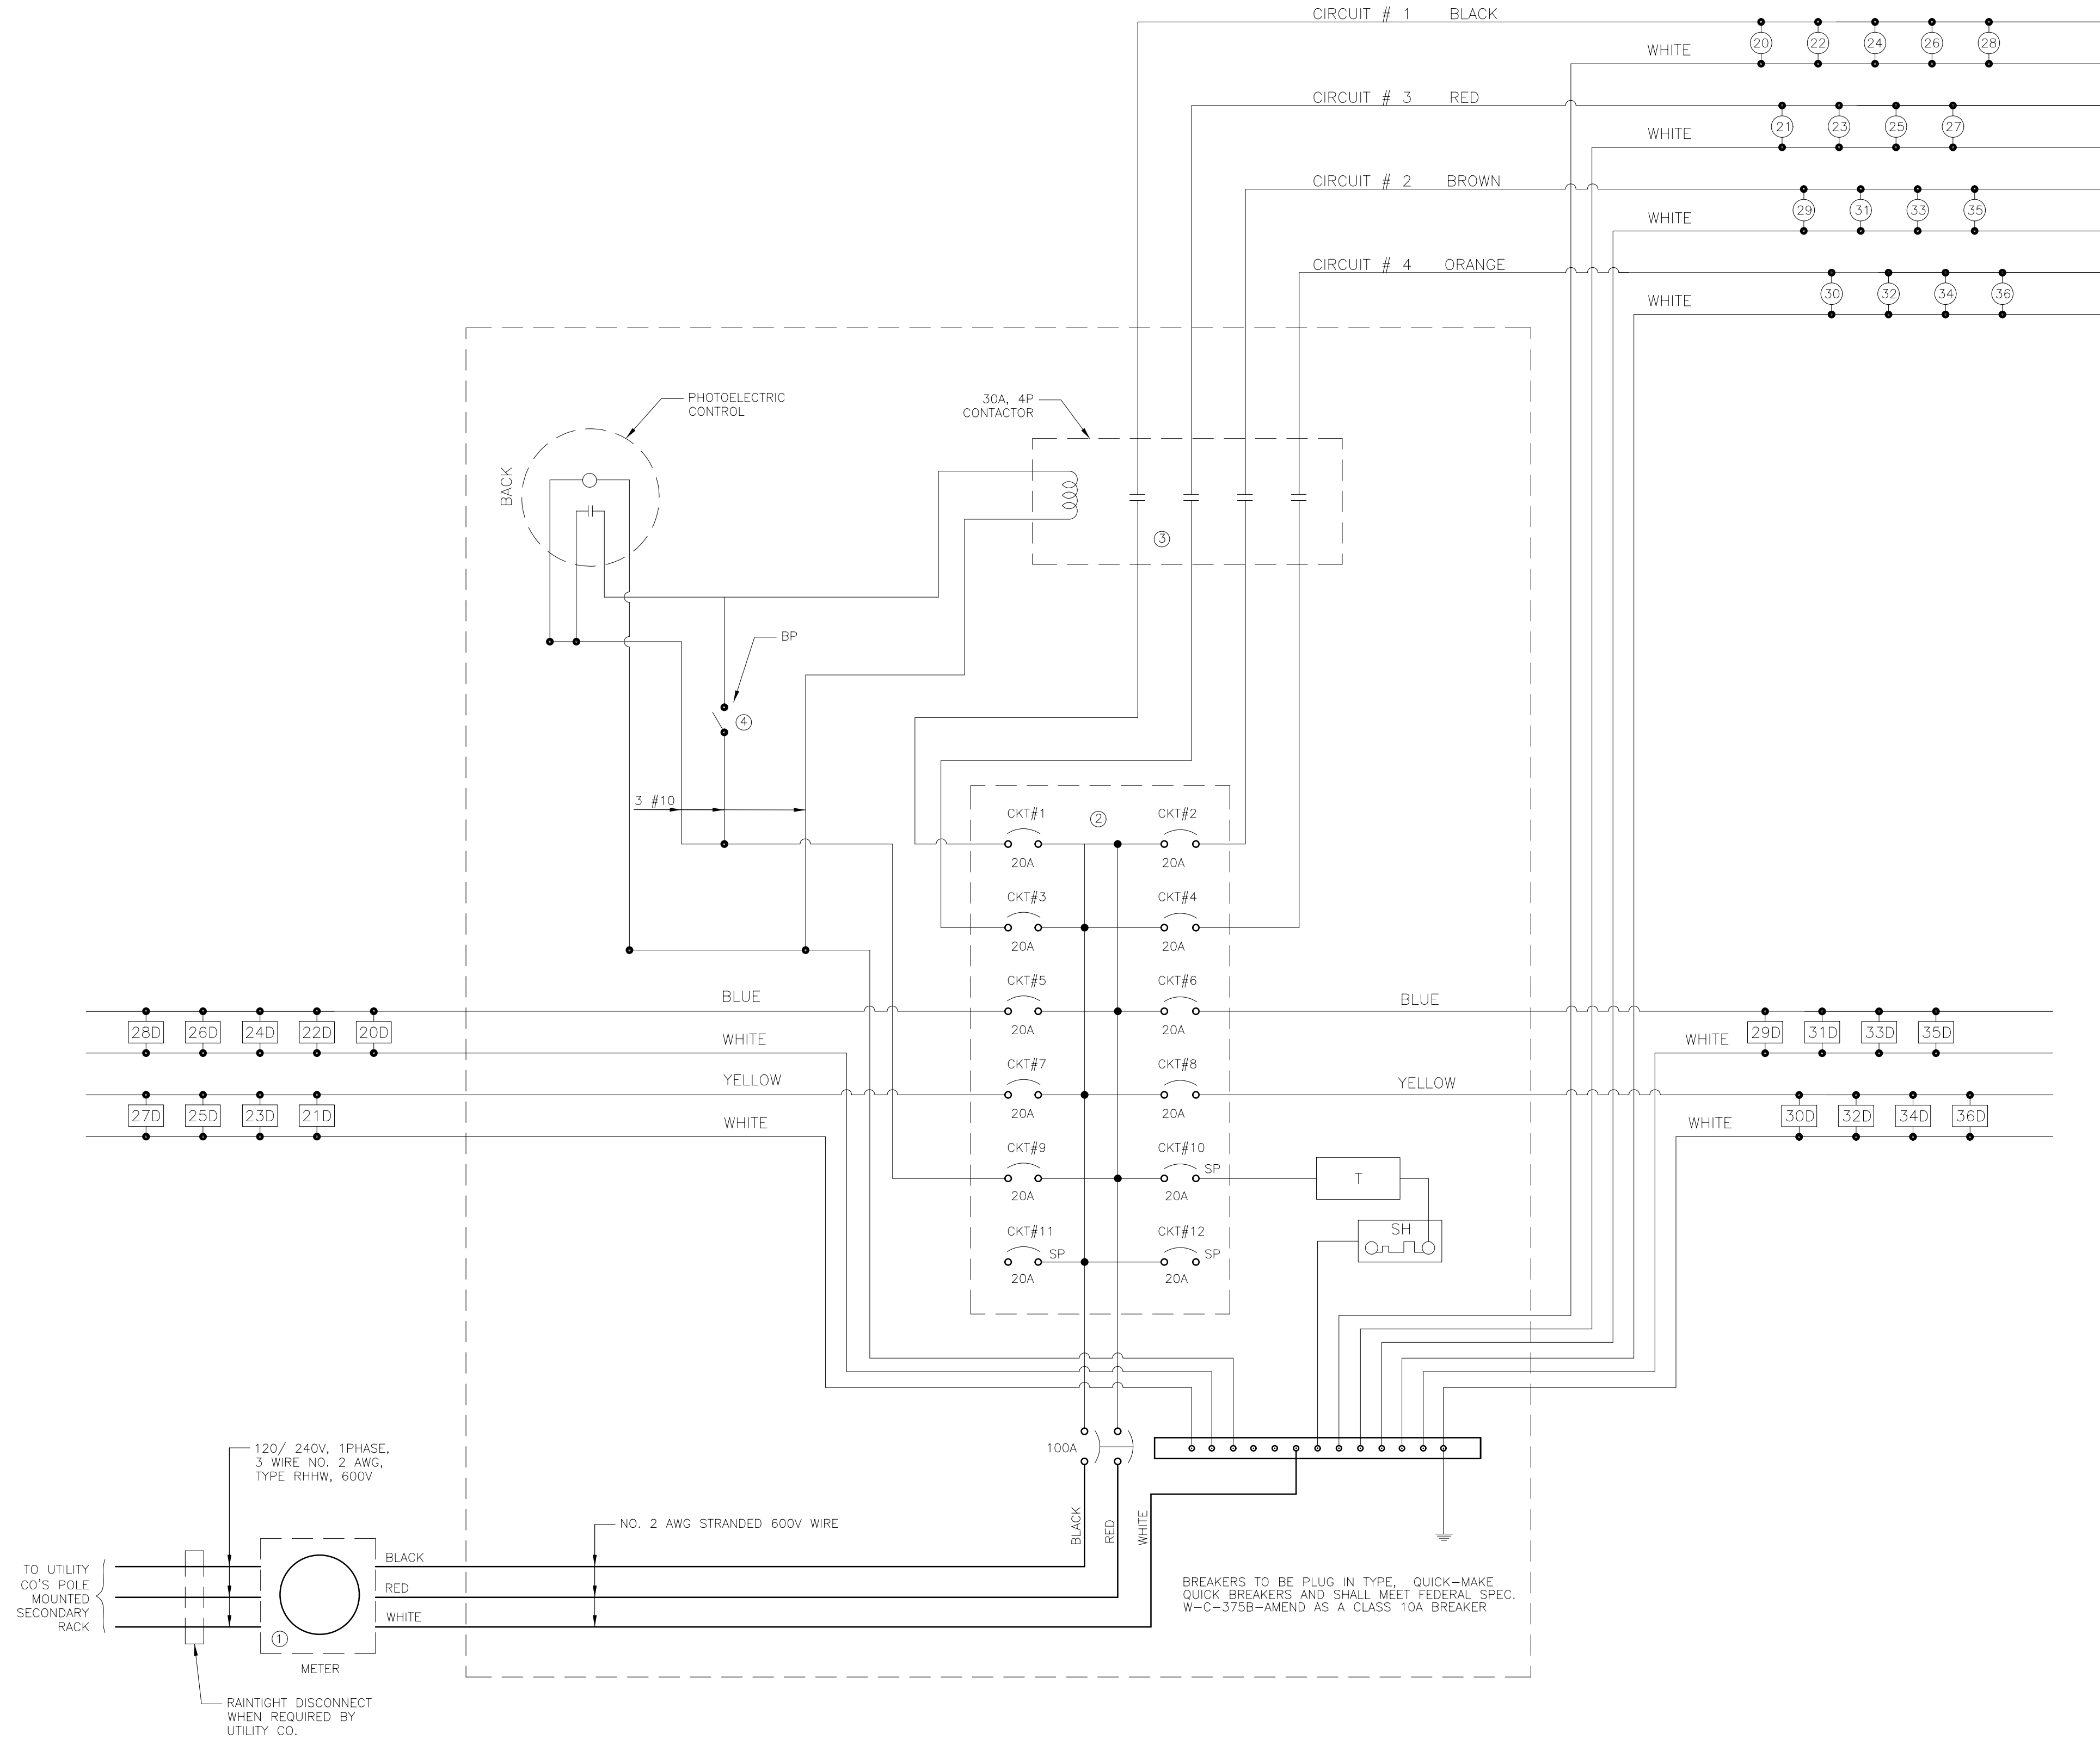 CIRCUIT # 1 BLACK
20 22 24 26 28
WHITE
CIRCUIT # 3 RED
21 23 25 27
WHITE
CIRCUIT # 2 BROWN
29 31 33 35
WHITE
CIRCUIT # 4 ORANGE
30 32 34 36
WHITE
PHOTOELECTRIC
CONTROL
30A, 4P
CONTACTOR
BACK
3
BP
4
3 #10
CKT#1
2
CKT#2
20A
20A
CKT#3
CKT#4
20A
20A
CKT#5
CKT#6
BLUE
BLUE
20A
20A
28D 26D 24D 22D 20D
29D 31D 33D 35D
WHITE
WHITE
CKT#7
CKT#8
YELLOW
YELLOW
20A
20A
27D 25D 23D 21D
30D 32D 34D 36D
WHITE
WHITE
CKT#9
CKT#10
SP
T
20A
20A
CKT#11
CKT#12
SH
SP
SP
20A
20A
100A
120/ 240V, 1PHASE,
3 WIRE NO. 2 AWG,
TYPE RHHW, 600V
NO. 2 AWG STRANDED 600V WIRE
BLACK
RED
WHITE
TO UTILITY
CO'S POLE
MOUNTED
SECONDARY
RACK
BLACK
RED
WHITE
1
METER
BREAKERS TO BE PLUG IN TYPE, QUICK-MAKE
QUICK BREAKERS AND SHALL MEET FEDERAL SPEC.
W-C-375B-AMEND AS A CLASS 10A BREAKER
RAINTIGHT DISCONNECT
WHEN REQUIRED BY
UTILITY CO.